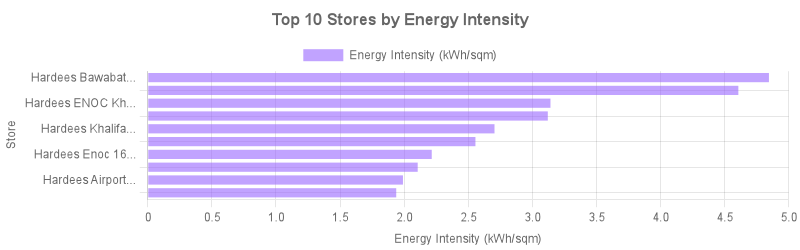 Top 10 Stores by Energy Intensity
Energy Intensity (kWh/sqm)
Store
Hardees Bawabat...
Hardees ENOC Kh...
Hardees Khalifa...
Hardees Enoc 16...
Hardees Airport...
0 0.5 1.0 1.5 2.0 2.5 3.0 3.5 4.0 4.5 5.0
Energy Intensity (kWh/sqm)